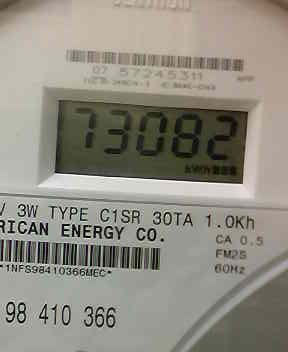 07 57245311
73082
V 3W TYPE C1SR 30TA 1.0Kh
RICAN ENERGY CO.
CA 0.5
FM2S
60Hz
*1NFS98410366MEC*
98 410 366